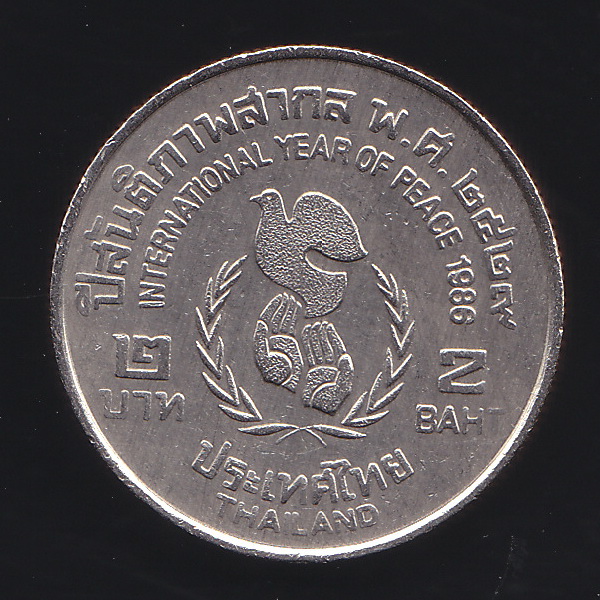 ปีสันติภาพสากล พ.ศ. ๒๕๒๙
INTERNATIONAL YEAR OF PEACE 1986
๒ 2
บาท BAHT
ประเทศไทย
THAILAND